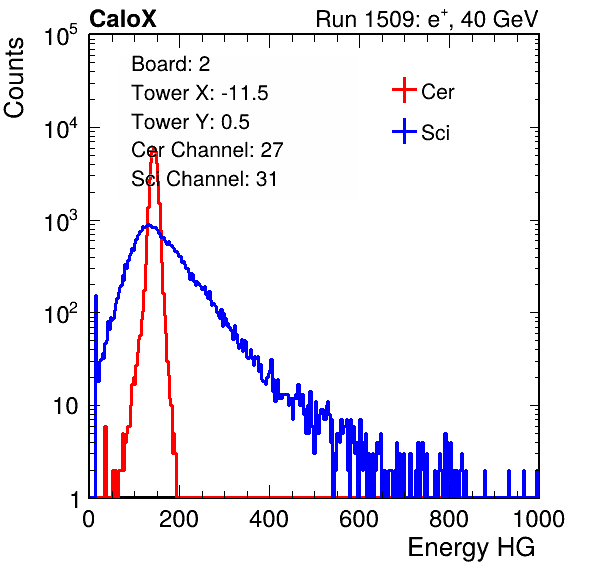 CaloX Run 1509: e⁺, 40 GeV
Counts
Board: 2
Tower X: -11.5
Tower Y: 0.5
Cer Channel: 27
Sci Channel: 31
Cer
Sci
10⁵
10⁴
10³
10²
10
1
0 200 400 600 800 1000
Energy HG